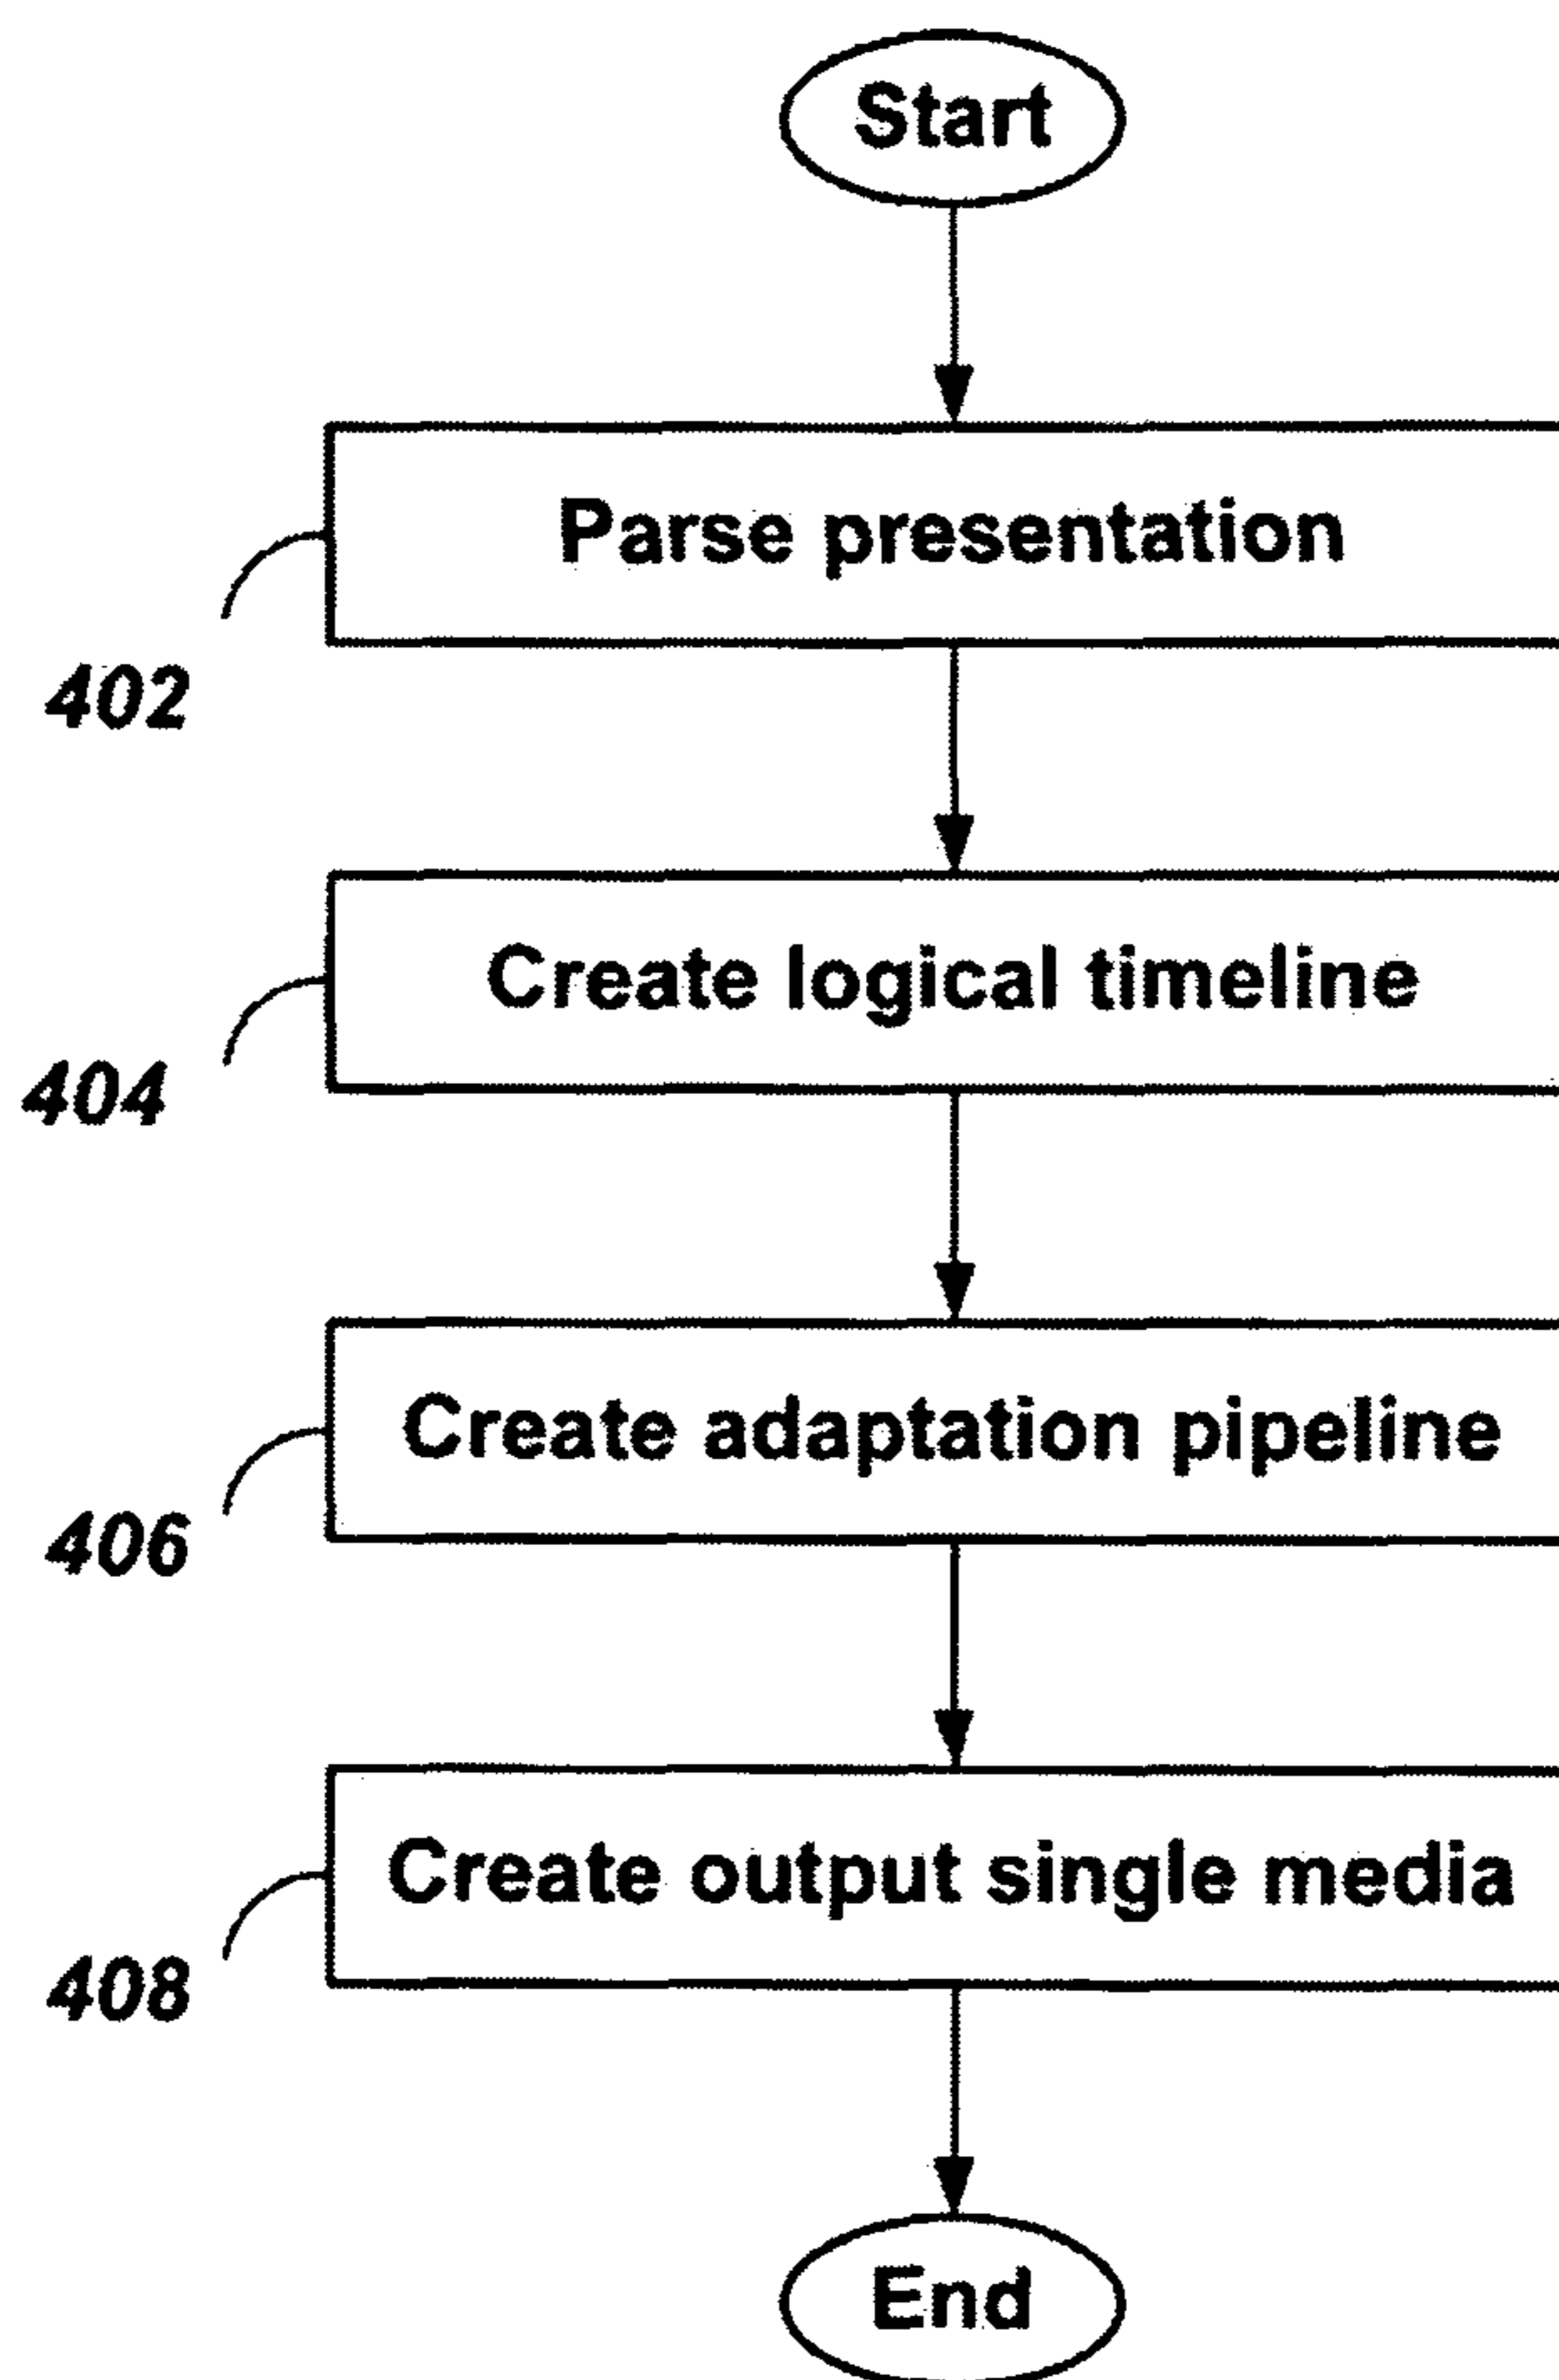 Start
Parse presentation
402
Create logical timeline
404
Create adaptation pipeline
406
Create output single media
408
End